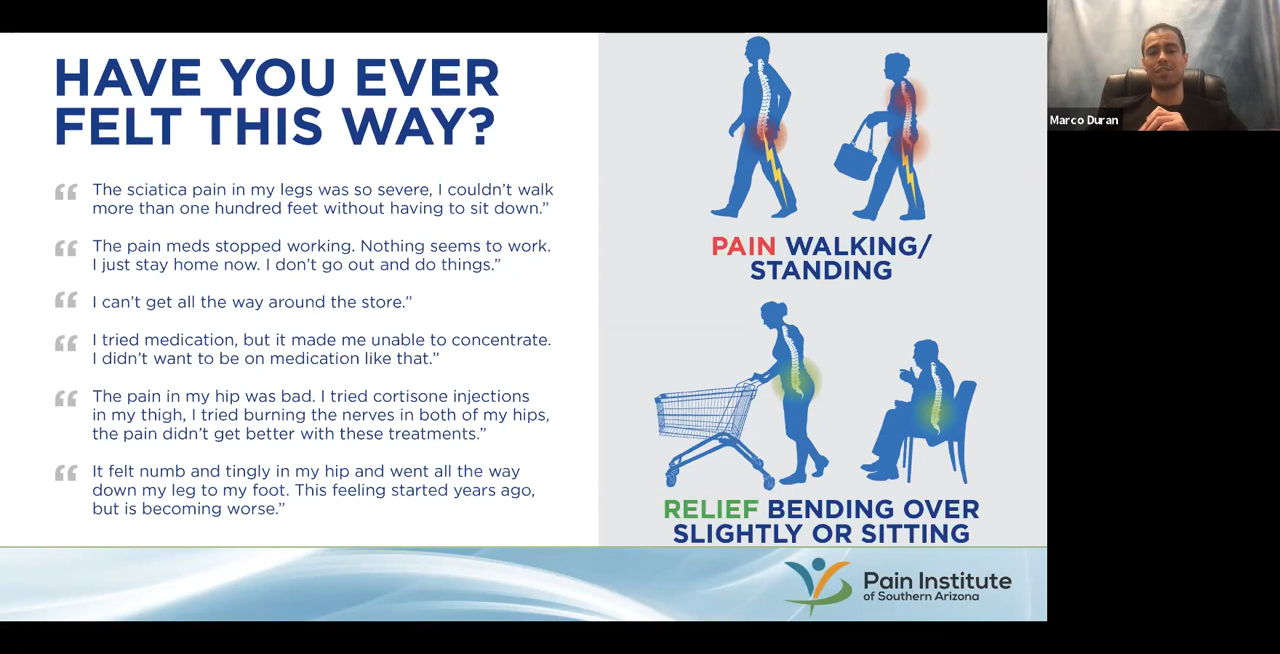 HAVE YOU EVER
FELT THIS WAY?
“ The sciatica pain in my legs was so severe, I couldn’t walk
more than one hundred feet without having to sit down.”
“ The pain meds stopped working. Nothing seems to work.
I just stay home now. I don’t go out and do things.”
“ I can’t get all the way around the store.”
“ I tried medication, but it made me unable to concentrate.
I didn’t want to be on medication like that.”
“ The pain in my hip was bad. I tried cortisone injections
in my thigh, I tried burning the nerves in both of my hips,
the pain didn’t get better with these treatments.”
“ It felt numb and tingly in my hip and went all the way
down my leg to my foot. This feeling started years ago,
but is becoming worse.”
PAIN WALKING/
STANDING
RELIEF BENDING OVER
SLIGHTLY OR SITTING
Pain Institute
of Southern Arizona
Marco Duran